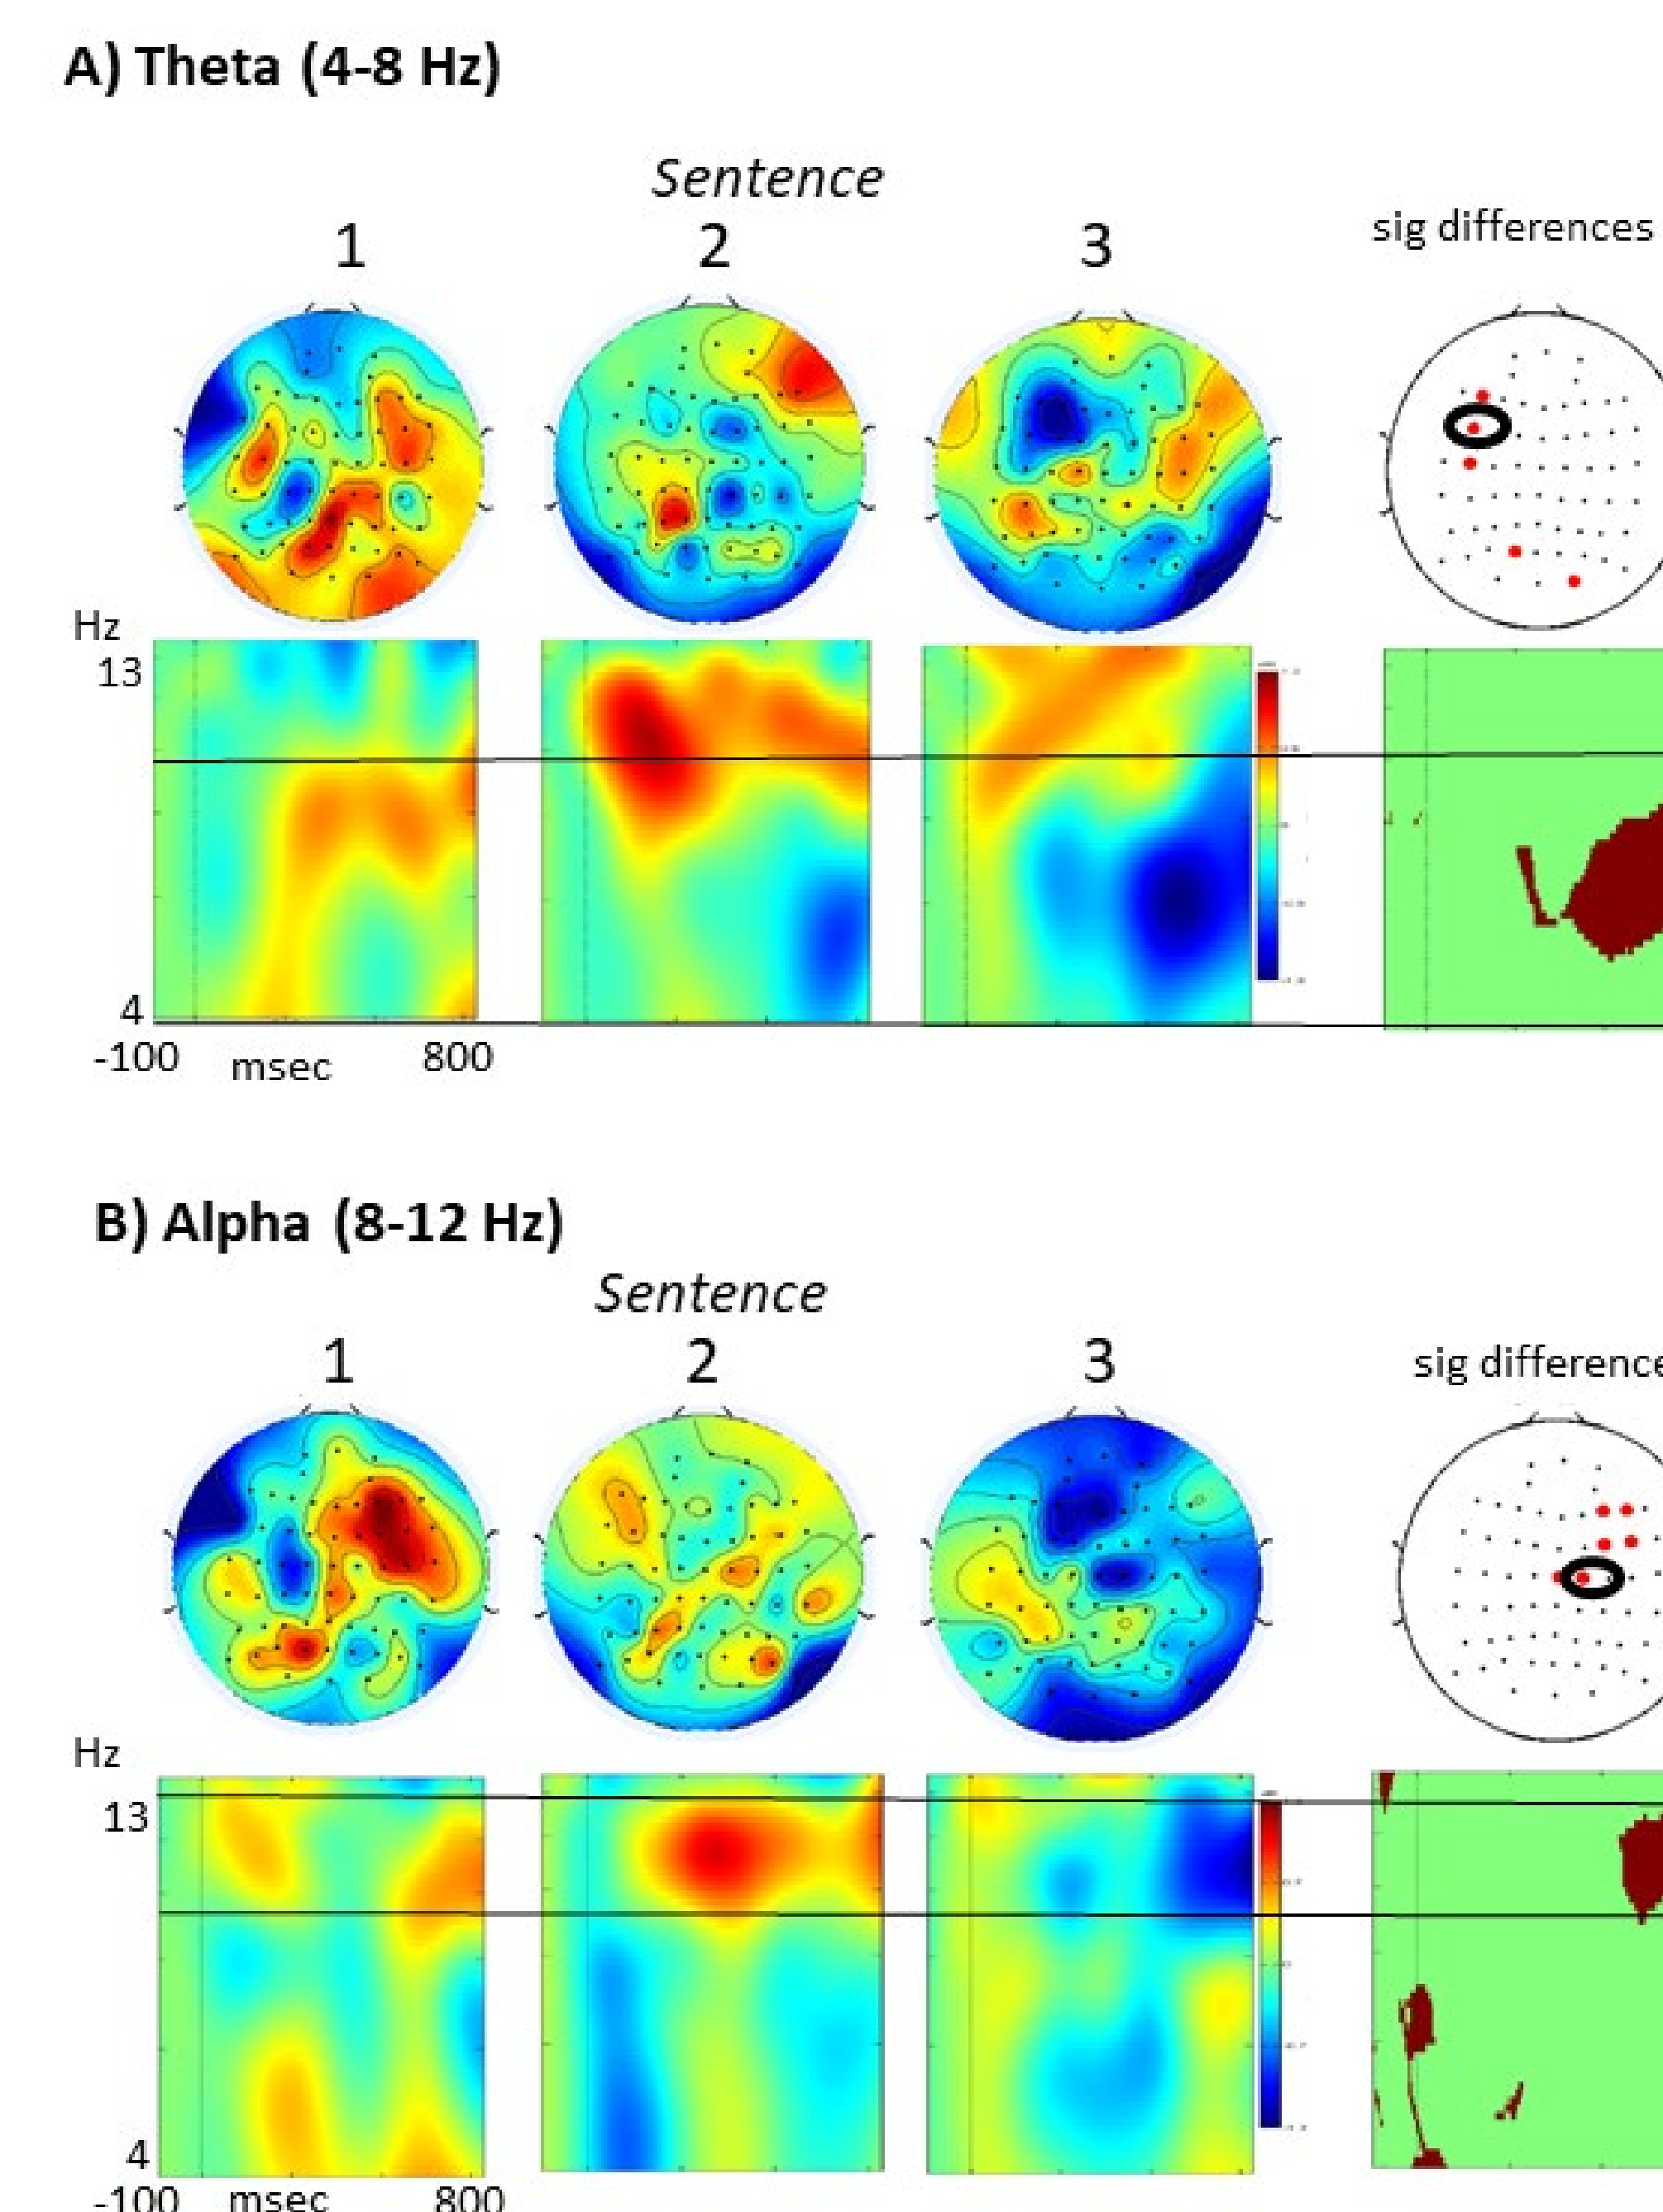 A) Theta (4-8 Hz)
Sentence
1 2 3 sig differences
Hz
13
4
-100 msec 800
B) Alpha (8-12 Hz)
Sentence
1 2 3 sig difference
Hz
13
4
-100 msec 800